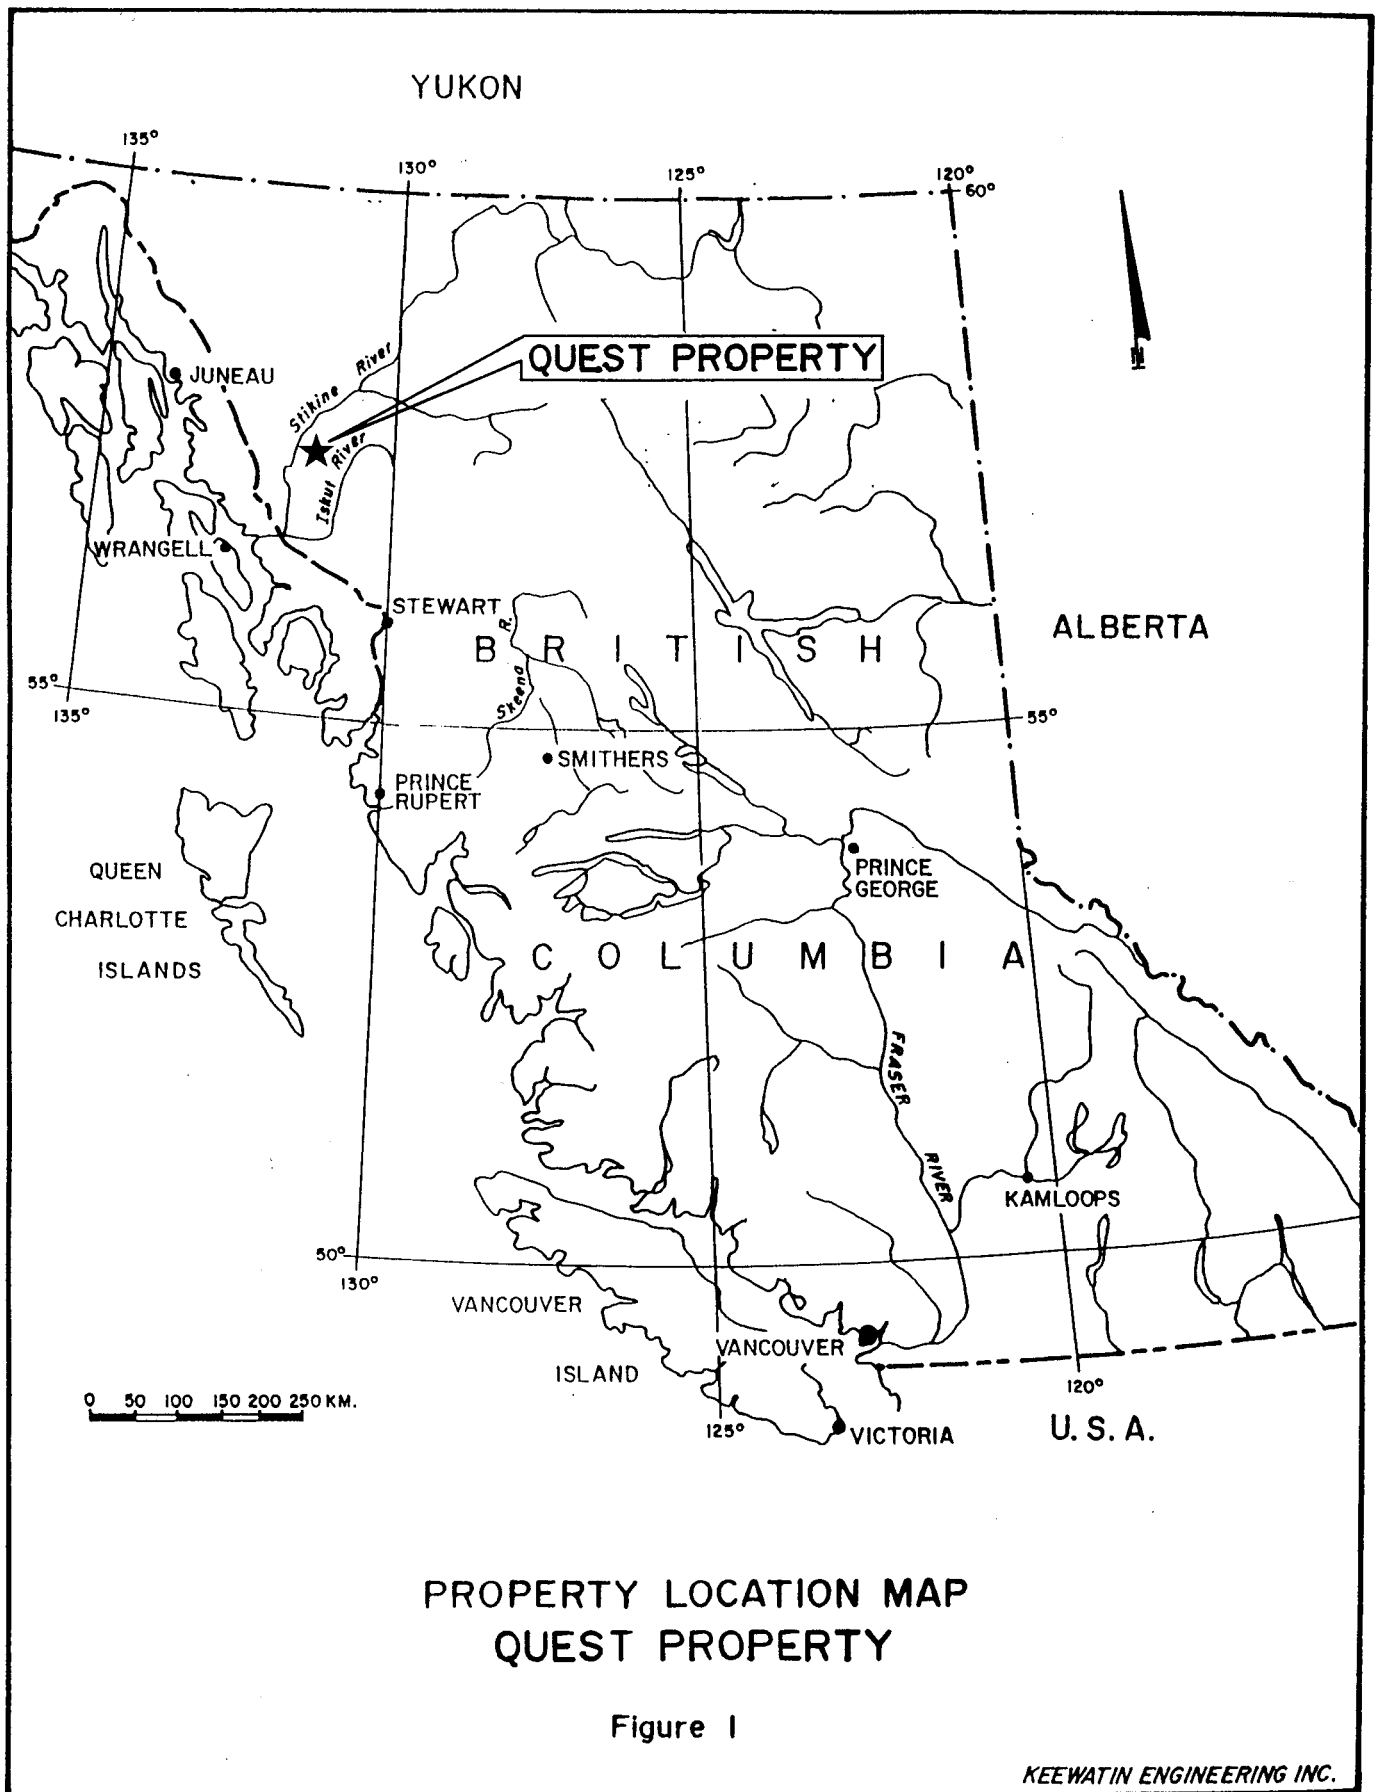 YUKON
135°
130°
125°
120°
60°
QUEST PROPERTY
N
JUNEAU
Stikine River
Iskut River
WRANGELL
STEWART
ALBERTA
BRITISH
Skeena R.
55°
135°
55°
SMITHERS
PRINCE
RUPERT
QUEEN
CHARLOTTE
ISLANDS
PRINCE
GEORGE
COLUMBIA
FRASER
RIVER
KAMLOOPS
50°
130°
VANCOUVER
ISLAND
VANCOUVER
120°
125°
VICTORIA
U.S.A.
0 50 100 150 200 250 KM.
PROPERTY LOCATION MAP
QUEST PROPERTY
Figure 1
KEEWATIN ENGINEERING INC.